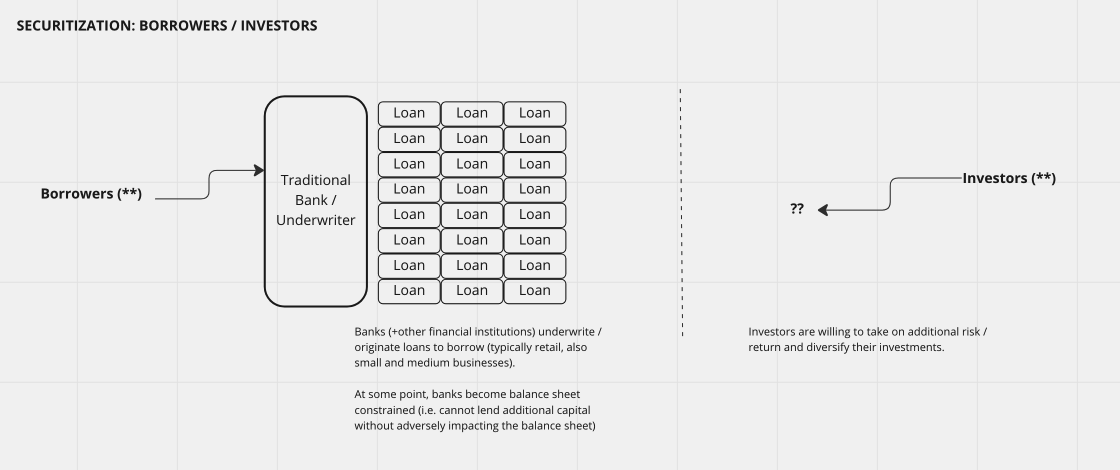 SECURITIZATION: BORROWERS / INVESTORS
Borrowers (**)
Traditional
Bank /
Underwriter
Loan Loan Loan
Loan Loan Loan
Loan Loan Loan
Loan Loan Loan
Loan Loan Loan
Loan Loan Loan
Loan Loan Loan
Loan Loan Loan
Banks (+other financial institutions) underwrite /
originate loans to borrow (typically retail, also
small and medium businesses).
At some point, banks become balance sheet
constrained (i.e. cannot lend additional capital
without adversely impacting the balance sheet)
??
Investors (**)
Investors are willing to take on additional risk /
return and diversify their investments.